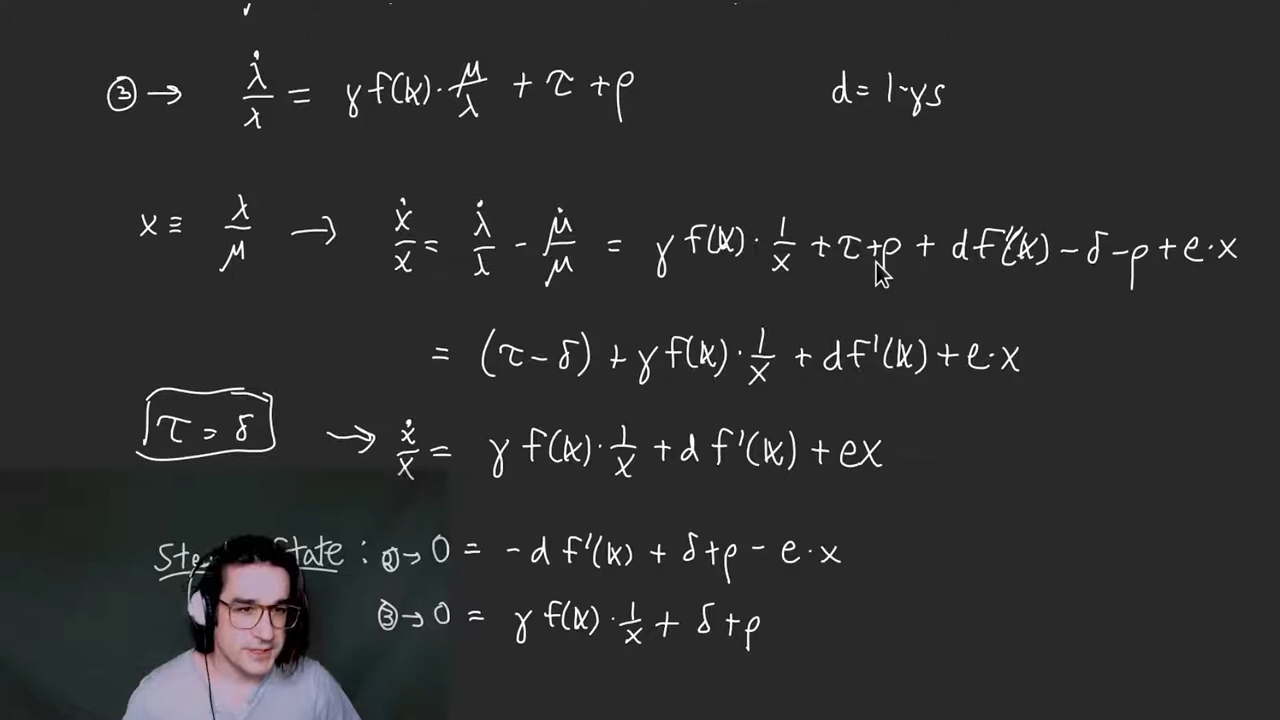 ③ → λ̇/λ = γ f(k) · μ/λ + τ + ρ
d = 1-γs
x ≡ λ/μ → ẋ/x = λ̇/λ - μ̇/μ = γ f(k) · 1/x + τ + ρ + d f'(k) - δ - ρ + e · x
= (τ - δ) + γ f(k) · 1/x + d f'(k) + e · x
τ = δ → ẋ/x = γ f(k) · 1/x + d f'(k) + ex
State : ② → 0 = - d f'(k) + δ + ρ - e · x
③ → 0 = γ f(k) · 1/x + δ + ρ